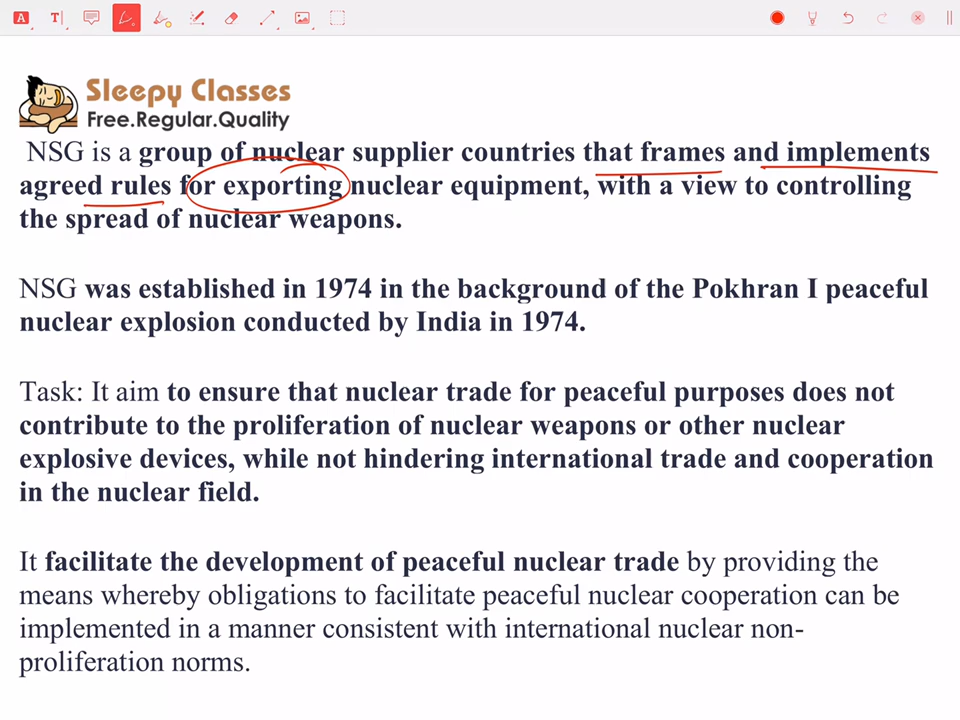 A T
Sleepy Classes
Free.Regular.Quality
NSG is a group of nuclear supplier countries that frames and implements
agreed rules for exporting nuclear equipment, with a view to controlling
the spread of nuclear weapons.
NSG was established in 1974 in the background of the Pokhran I peaceful
nuclear explosion conducted by India in 1974.
Task: It aim to ensure that nuclear trade for peaceful purposes does not
contribute to the proliferation of nuclear weapons or other nuclear
explosive devices, while not hindering international trade and cooperation
in the nuclear field.
It facilitate the development of peaceful nuclear trade by providing the
means whereby obligations to facilitate peaceful nuclear cooperation can be
implemented in a manner consistent with international nuclear non-
proliferation norms.